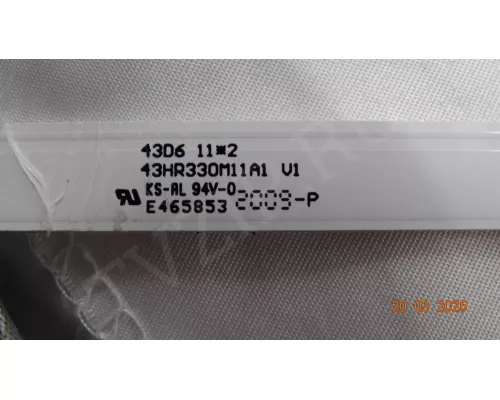 43D6 11*2
43HR330M11A1 V1
KS-AL 94V-0
E465853 2009-P